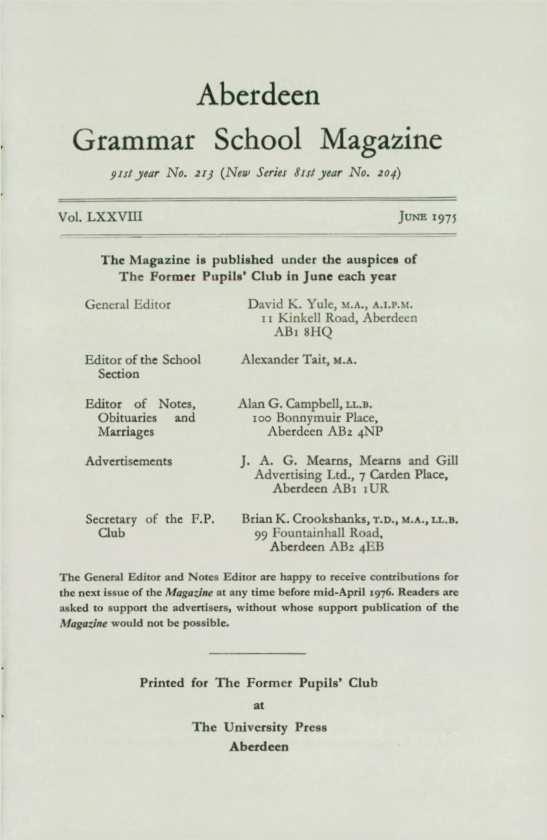 Aberdeen
Grammar School Magazine
91st year No. 213 (New Series 81st year No. 204)
Vol. LXXVIII JUNE 1975
The Magazine is published under the auspices of
The Former Pupils' Club in June each year
General Editor David K. Yule, M.A., A.I.P.M.
11 Kinkell Road, Aberdeen
AB1 8HQ
Editor of the School Alexander Tait, M.A.
Section
Editor of Notes, Alan G. Campbell, LL.B.
Obituaries and 100 Bonnymuir Place,
Marriages Aberdeen AB2 4NP
Advertisements J. A. G. Mearns, Mearns and Gill
Advertising Ltd., 7 Carden Place,
Aberdeen AB1 1UR
Secretary of the F.P. Brian K. Crookshanks, T.D., M.A., LL.B.
Club 99 Fountainhall Road,
Aberdeen AB2 4EB
The General Editor and Notes Editor are happy to receive contributions for
the next issue of the Magazine at any time before mid-April 1976. Readers are
asked to support the advertisers, without whose support publication of the
Magazine would not be possible.
Printed for The Former Pupils' Club
at
The University Press
Aberdeen